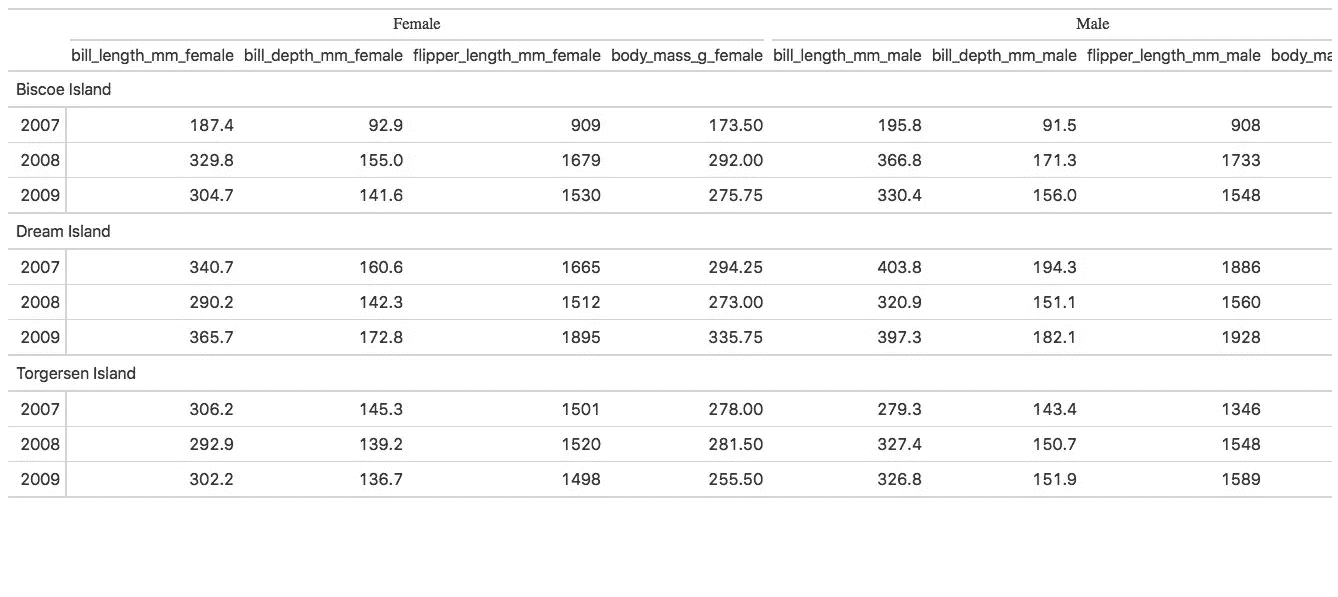 Female Male
bill_length_mm_female bill_depth_mm_female flipper_length_mm_female body_mass_g_female bill_length_mm_male bill_depth_mm_male flipper_length_mm_male body_ma
Biscoe Island
2007 187.4 92.9 909 173.50 195.8 91.5 908
2008 329.8 155.0 1679 292.00 366.8 171.3 1733
2009 304.7 141.6 1530 275.75 330.4 156.0 1548
Dream Island
2007 340.7 160.6 1665 294.25 403.8 194.3 1886
2008 290.2 142.3 1512 273.00 320.9 151.1 1560
2009 365.7 172.8 1895 335.75 397.3 182.1 1928
Torgersen Island
2007 306.2 145.3 1501 278.00 279.3 143.4 1346
2008 292.9 139.2 1520 281.50 327.4 150.7 1548
2009 302.2 136.7 1498 255.50 326.8 151.9 1589